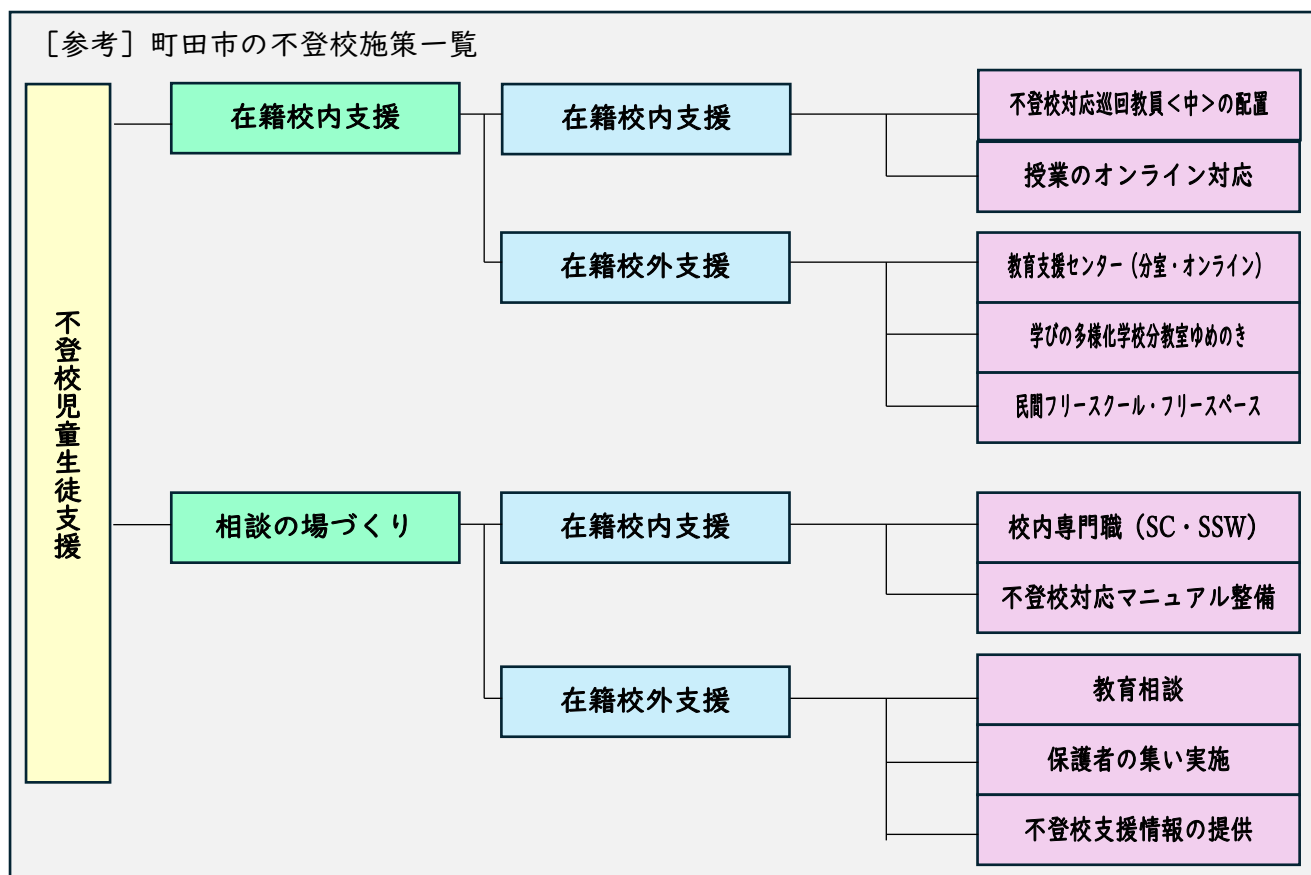 ［参考］町田市の不登校施策一覧
不登校児童生徒支援
在籍校内支援
在籍校内支援
不登校対応巡回教員＜中＞の配置
授業のオンライン対応
在籍校外支援
教育支援センター（分室・オンライン）
学びの多様化学校分教室ゆめのき
民間フリースクール・フリースペース
相談の場づくり
在籍校内支援
校内専門職（SC・SSW）
不登校対応マニュアル整備
在籍校外支援
教育相談
保護者の集い実施
不登校支援情報の提供